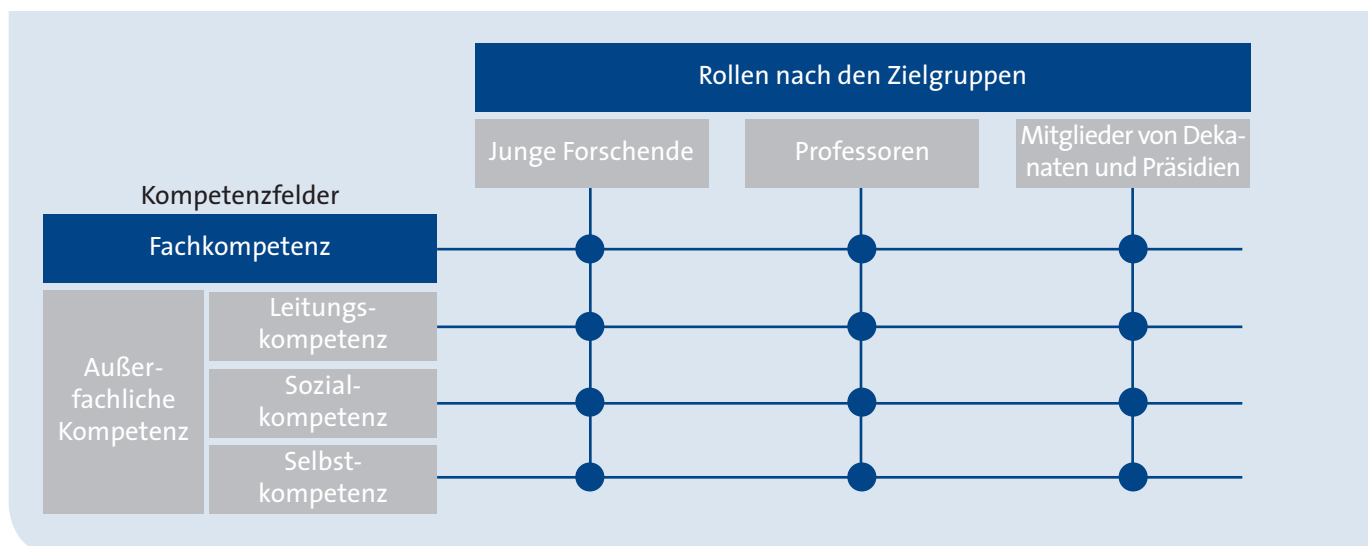 Rollen nach den Zielgruppen
Junge Forschende
Professoren
Mitglieder von Deka-
naten und Präsidien
Kompetenzfelder
Fachkompetenz
Außer-
fachliche
Kompetenz
Leitungs-
kompetenz
Sozial-
kompetenz
Selbst-
kompetenz